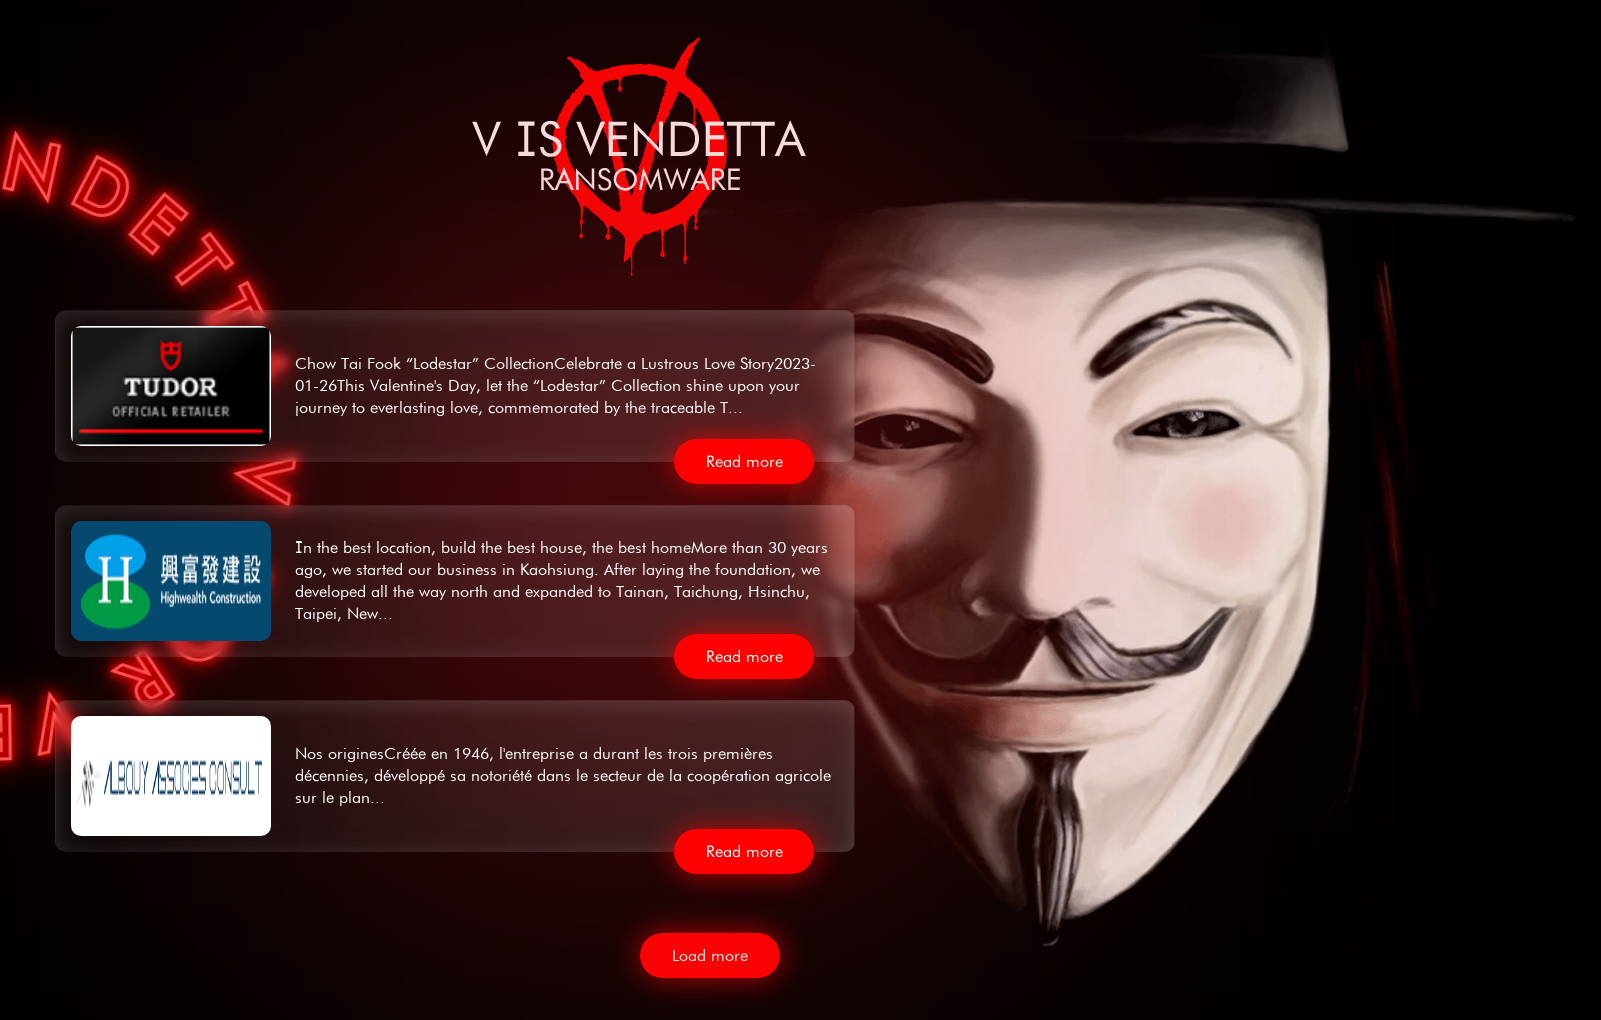 V IS VENDETTA
RANSOMWARE
NDETTA V
TUDOR
OFFICIAL RETAILER
Chow Tai Fook “Lodestar” CollectionCelebrate a Lustrous Love Story2023-
01-26This Valentine's Day, let the “Lodestar” Collection shine upon your
journey to everlasting love, commemorated by the traceable T...
Read more
H
興富發建設
Highwealth Construction
In the best location, build the best house, the best homeMore than 30 years
ago, we started our business in Kaohsiung. After laying the foundation, we
developed all the way north and expanded to Tainan, Taichung, Hsinchu,
Taipei, New...
Read more
ALBOUY ASSOCIES CONSULT
Nos originesCréée en 1946, l'entreprise a durant les trois premières
décennies, développé sa notoriété dans le secteur de la coopération agricole
sur le plan...
Read more
Load more